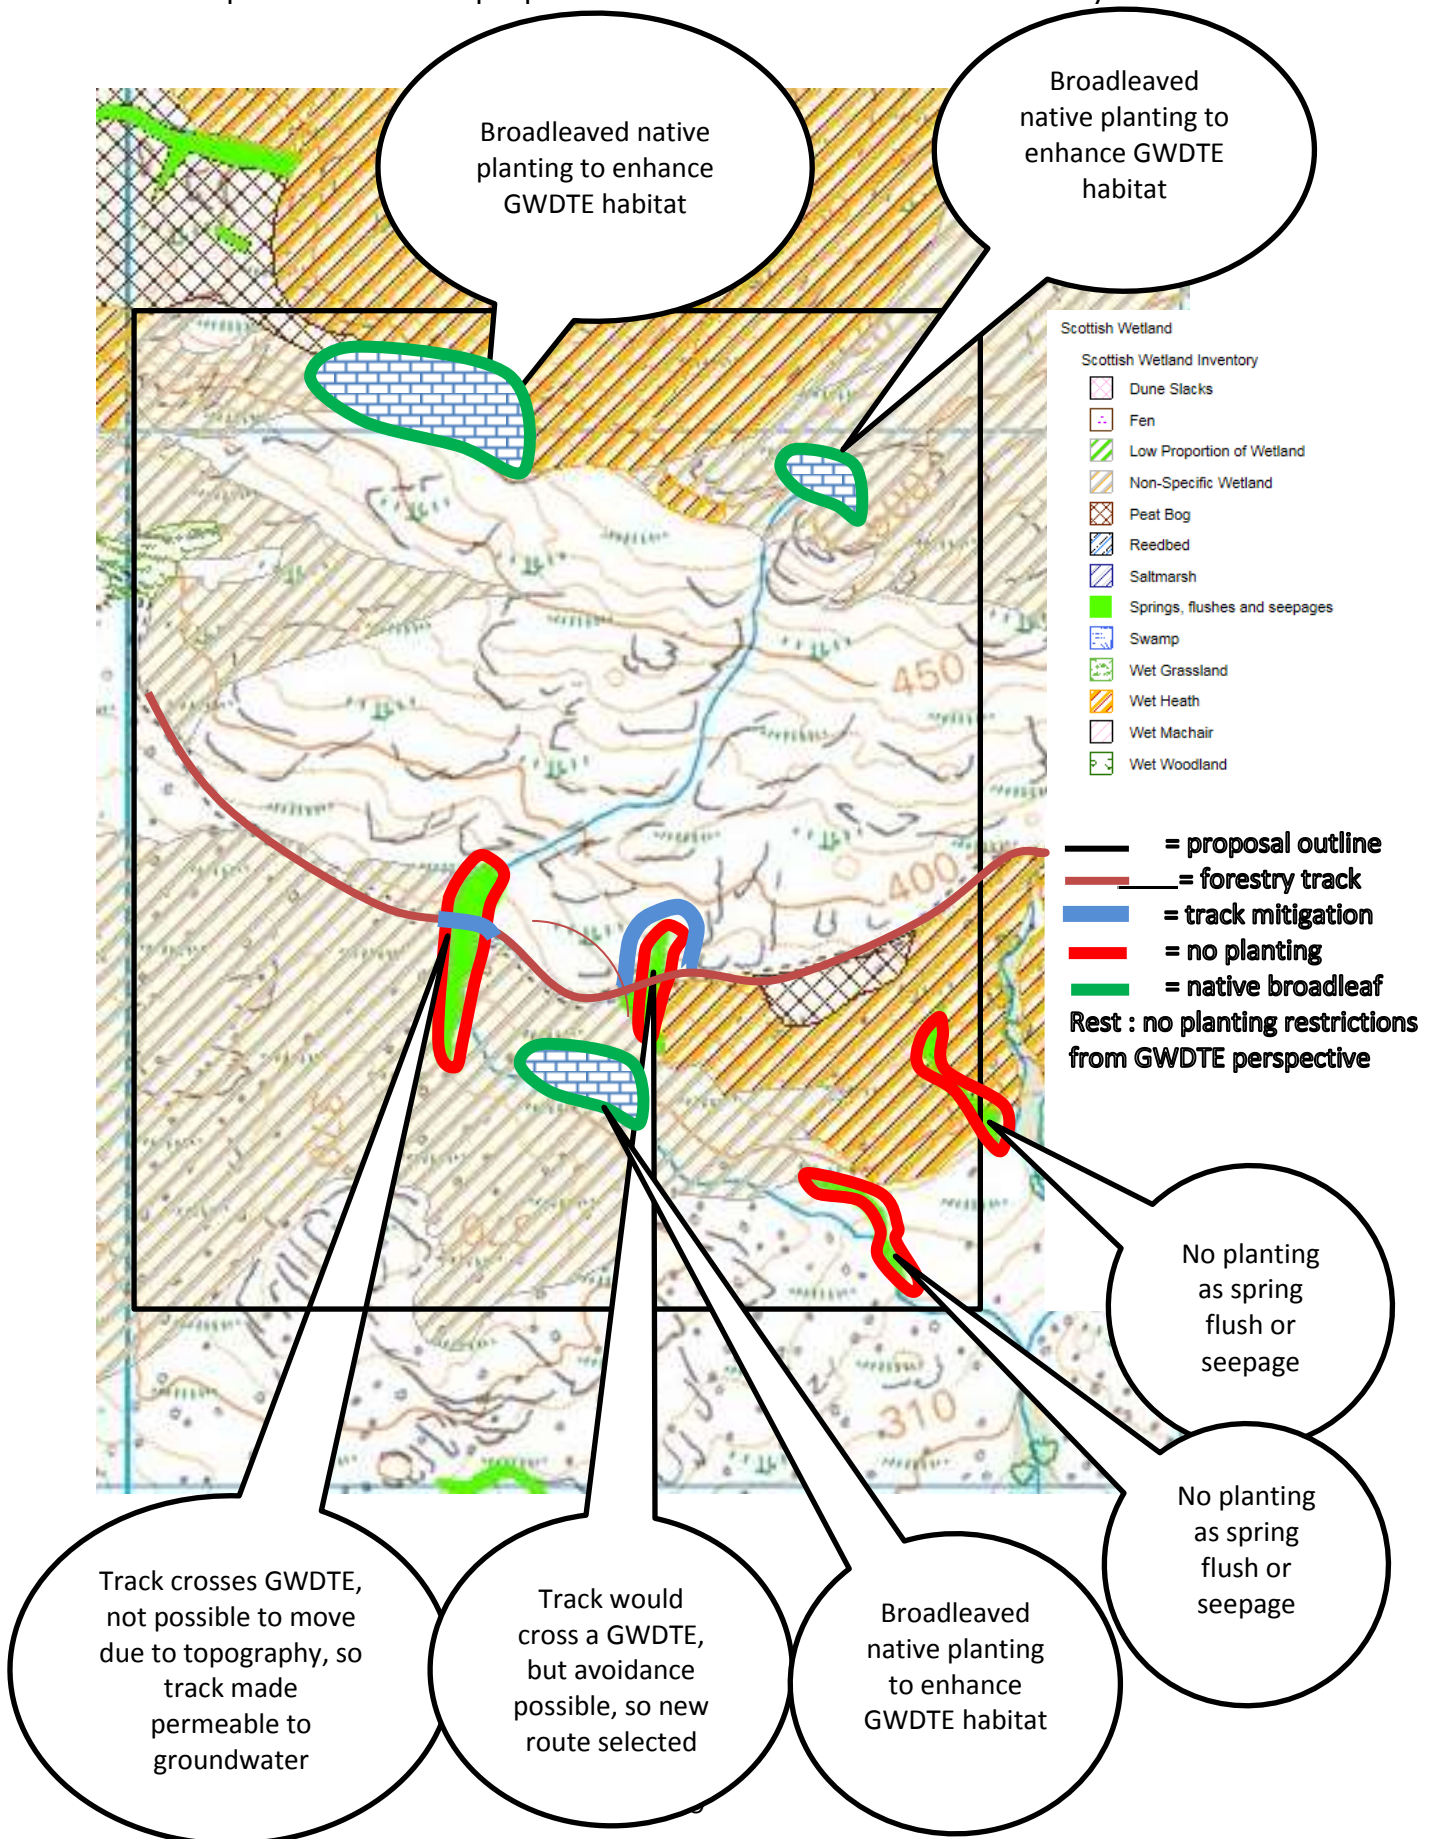 Broadleaved native
planting to enhance
GWDTE habitat
Broadleaved
native planting to
enhance GWDTE
habitat
Scottish Wetland
Scottish Wetland Inventory
Dune Slacks
Fen
Low Proportion of Wetland
Non-Specific Wetland
Peat Bog
Reedbed
Saltmarsh
Springs, flushes and seepages
Swamp
Wet Grassland
Wet Heath
Wet Machair
Wet Woodland
450
400
310
= proposal outline
= forestry track
= track mitigation
= no planting
= native broadleaf
Rest : no planting restrictions
from GWDTE perspective
No planting
as spring
flush or
seepage
No planting
as spring
flush or
seepage
Track crosses GWDTE,
not possible to move
due to topography, so
track made
permeable to
groundwater
Track would
cross a GWDTE,
but avoidance
possible, so new
route selected
Broadleaved
native planting
to enhance
GWDTE habitat